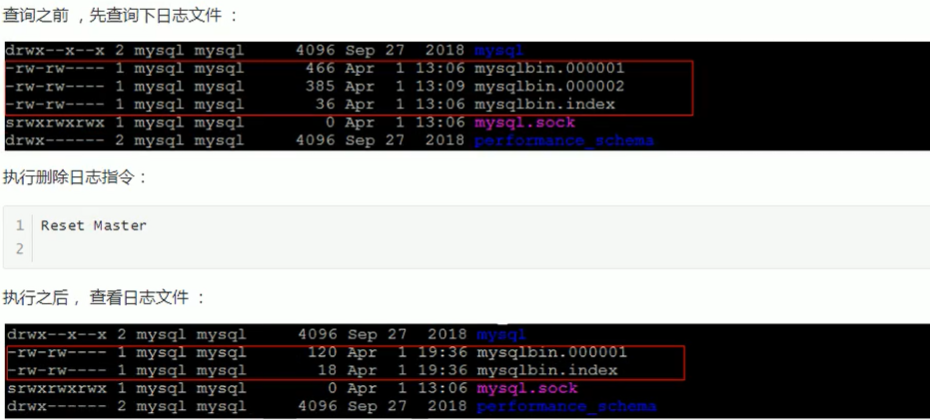 查询之前 ，先查询下日志文件 ：
drwx--x--x 2 mysql mysql 4096 Sep 27 2018 mysql
-rw-rw---- 1 mysql mysql 466 Apr 1 13:06 mysqlbin.000001
-rw-rw---- 1 mysql mysql 385 Apr 1 13:09 mysqlbin.000002
-rw-rw---- 1 mysql mysql 36 Apr 1 13:06 mysqlbin.index
srwxrwxrwx 1 mysql mysql 0 Apr 1 13:06 mysql.sock
drwx------ 2 mysql mysql 4096 Sep 27 2018 performance_schema
执行删除日志指令：
1 Reset Master
2
执行之后， 查看日志文件 ：
drwx--x--x 2 mysql mysql 4096 Sep 27 2018 mysql
-rw-rw---- 1 mysql mysql 120 Apr 1 19:36 mysqlbin.000001
-rw-rw---- 1 mysql mysql 18 Apr 1 19:36 mysqlbin.index
srwxrwxrwx 1 mysql mysql 0 Apr 1 13:06 mysql.sock
drwx------ 2 mysql mysql 4096 Sep 27 2018 performance_schema